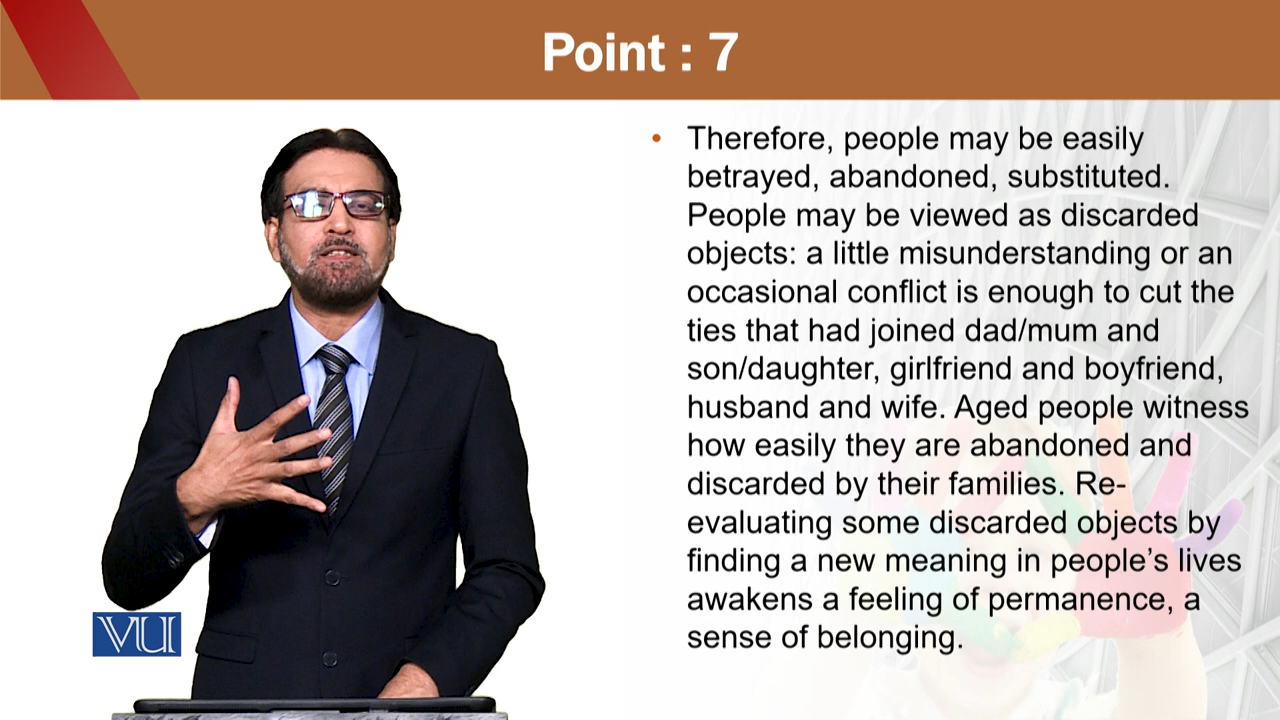 Point : 7
• Therefore, people may be easily
betrayed, abandoned, substituted.
People may be viewed as discarded
objects: a little misunderstanding or an
occasional conflict is enough to cut the
ties that had joined dad/mum and
son/daughter, girlfriend and boyfriend,
husband and wife. Aged people witness
how easily they are abandoned and
discarded by their families. Re-
evaluating some discarded objects by
finding a new meaning in people’s lives
awakens a feeling of permanence, a
sense of belonging.
VU